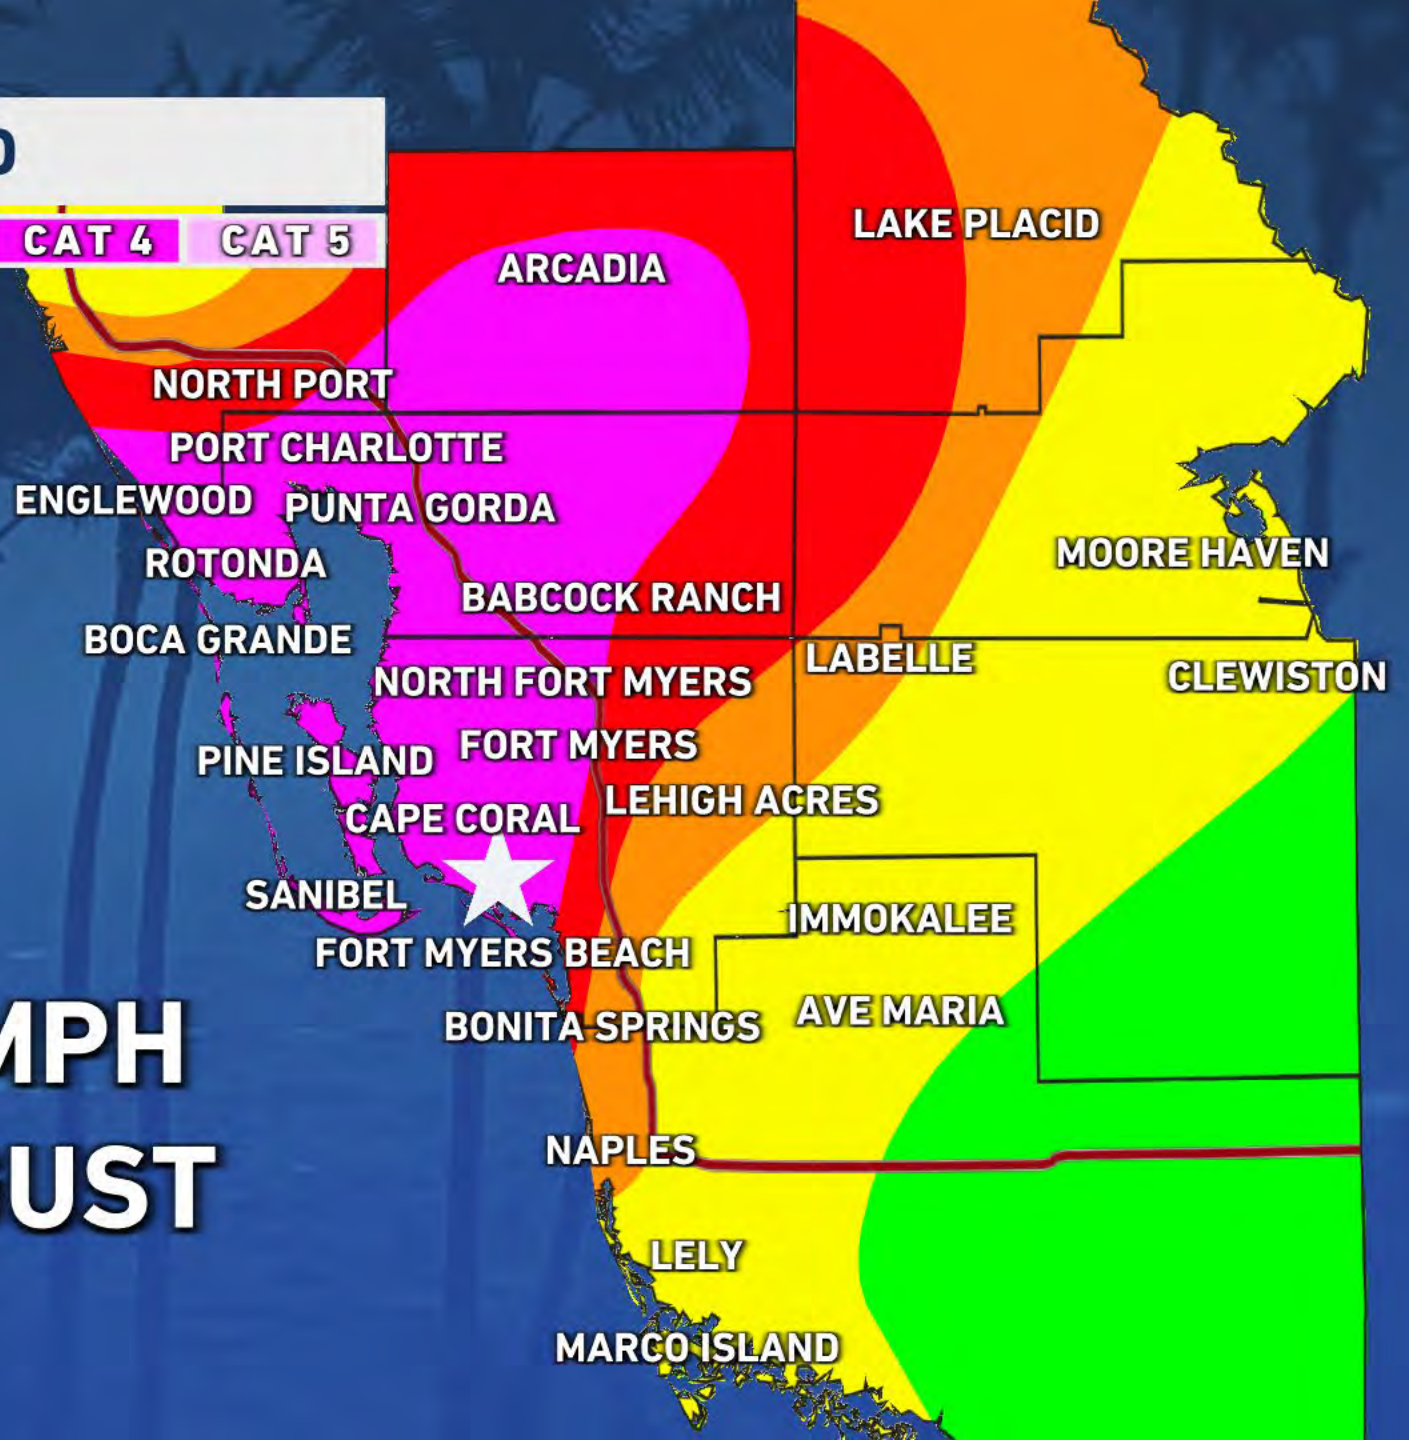 CAT 4 CAT 5
LAKE PLACID
ARCADIA
NORTH PORT
PORT CHARLOTTE
ENGLEWOOD
PUNTA GORDA
MOORE HAVEN
ROTONDA
BABCOCK RANCH
BOCA GRANDE
LABELLE
CLEWISTON
NORTH FORT MYERS
FORT MYERS
PINE ISLAND
LEHIGH ACRES
CAPE CORAL
SANIBEL
IMMOKALEE
FORT MYERS BEACH
AVE MARIA
BONITA SPRINGS
MPH
NAPLES
GUST
LELY
MARCO ISLAND